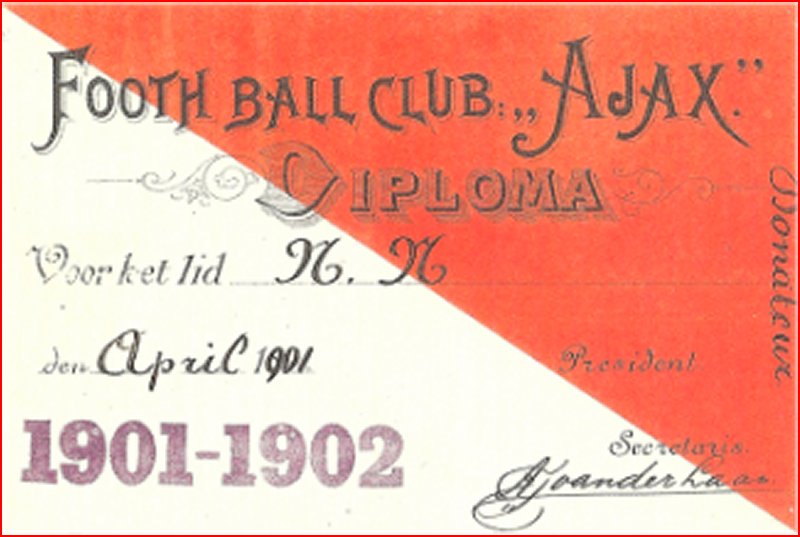 FOOTH BALL CLUB: „AJAX.”
DIPLOMA
Voor het lid N. N
den April 1901
1901-1902
President
Secretaris.
Donateur